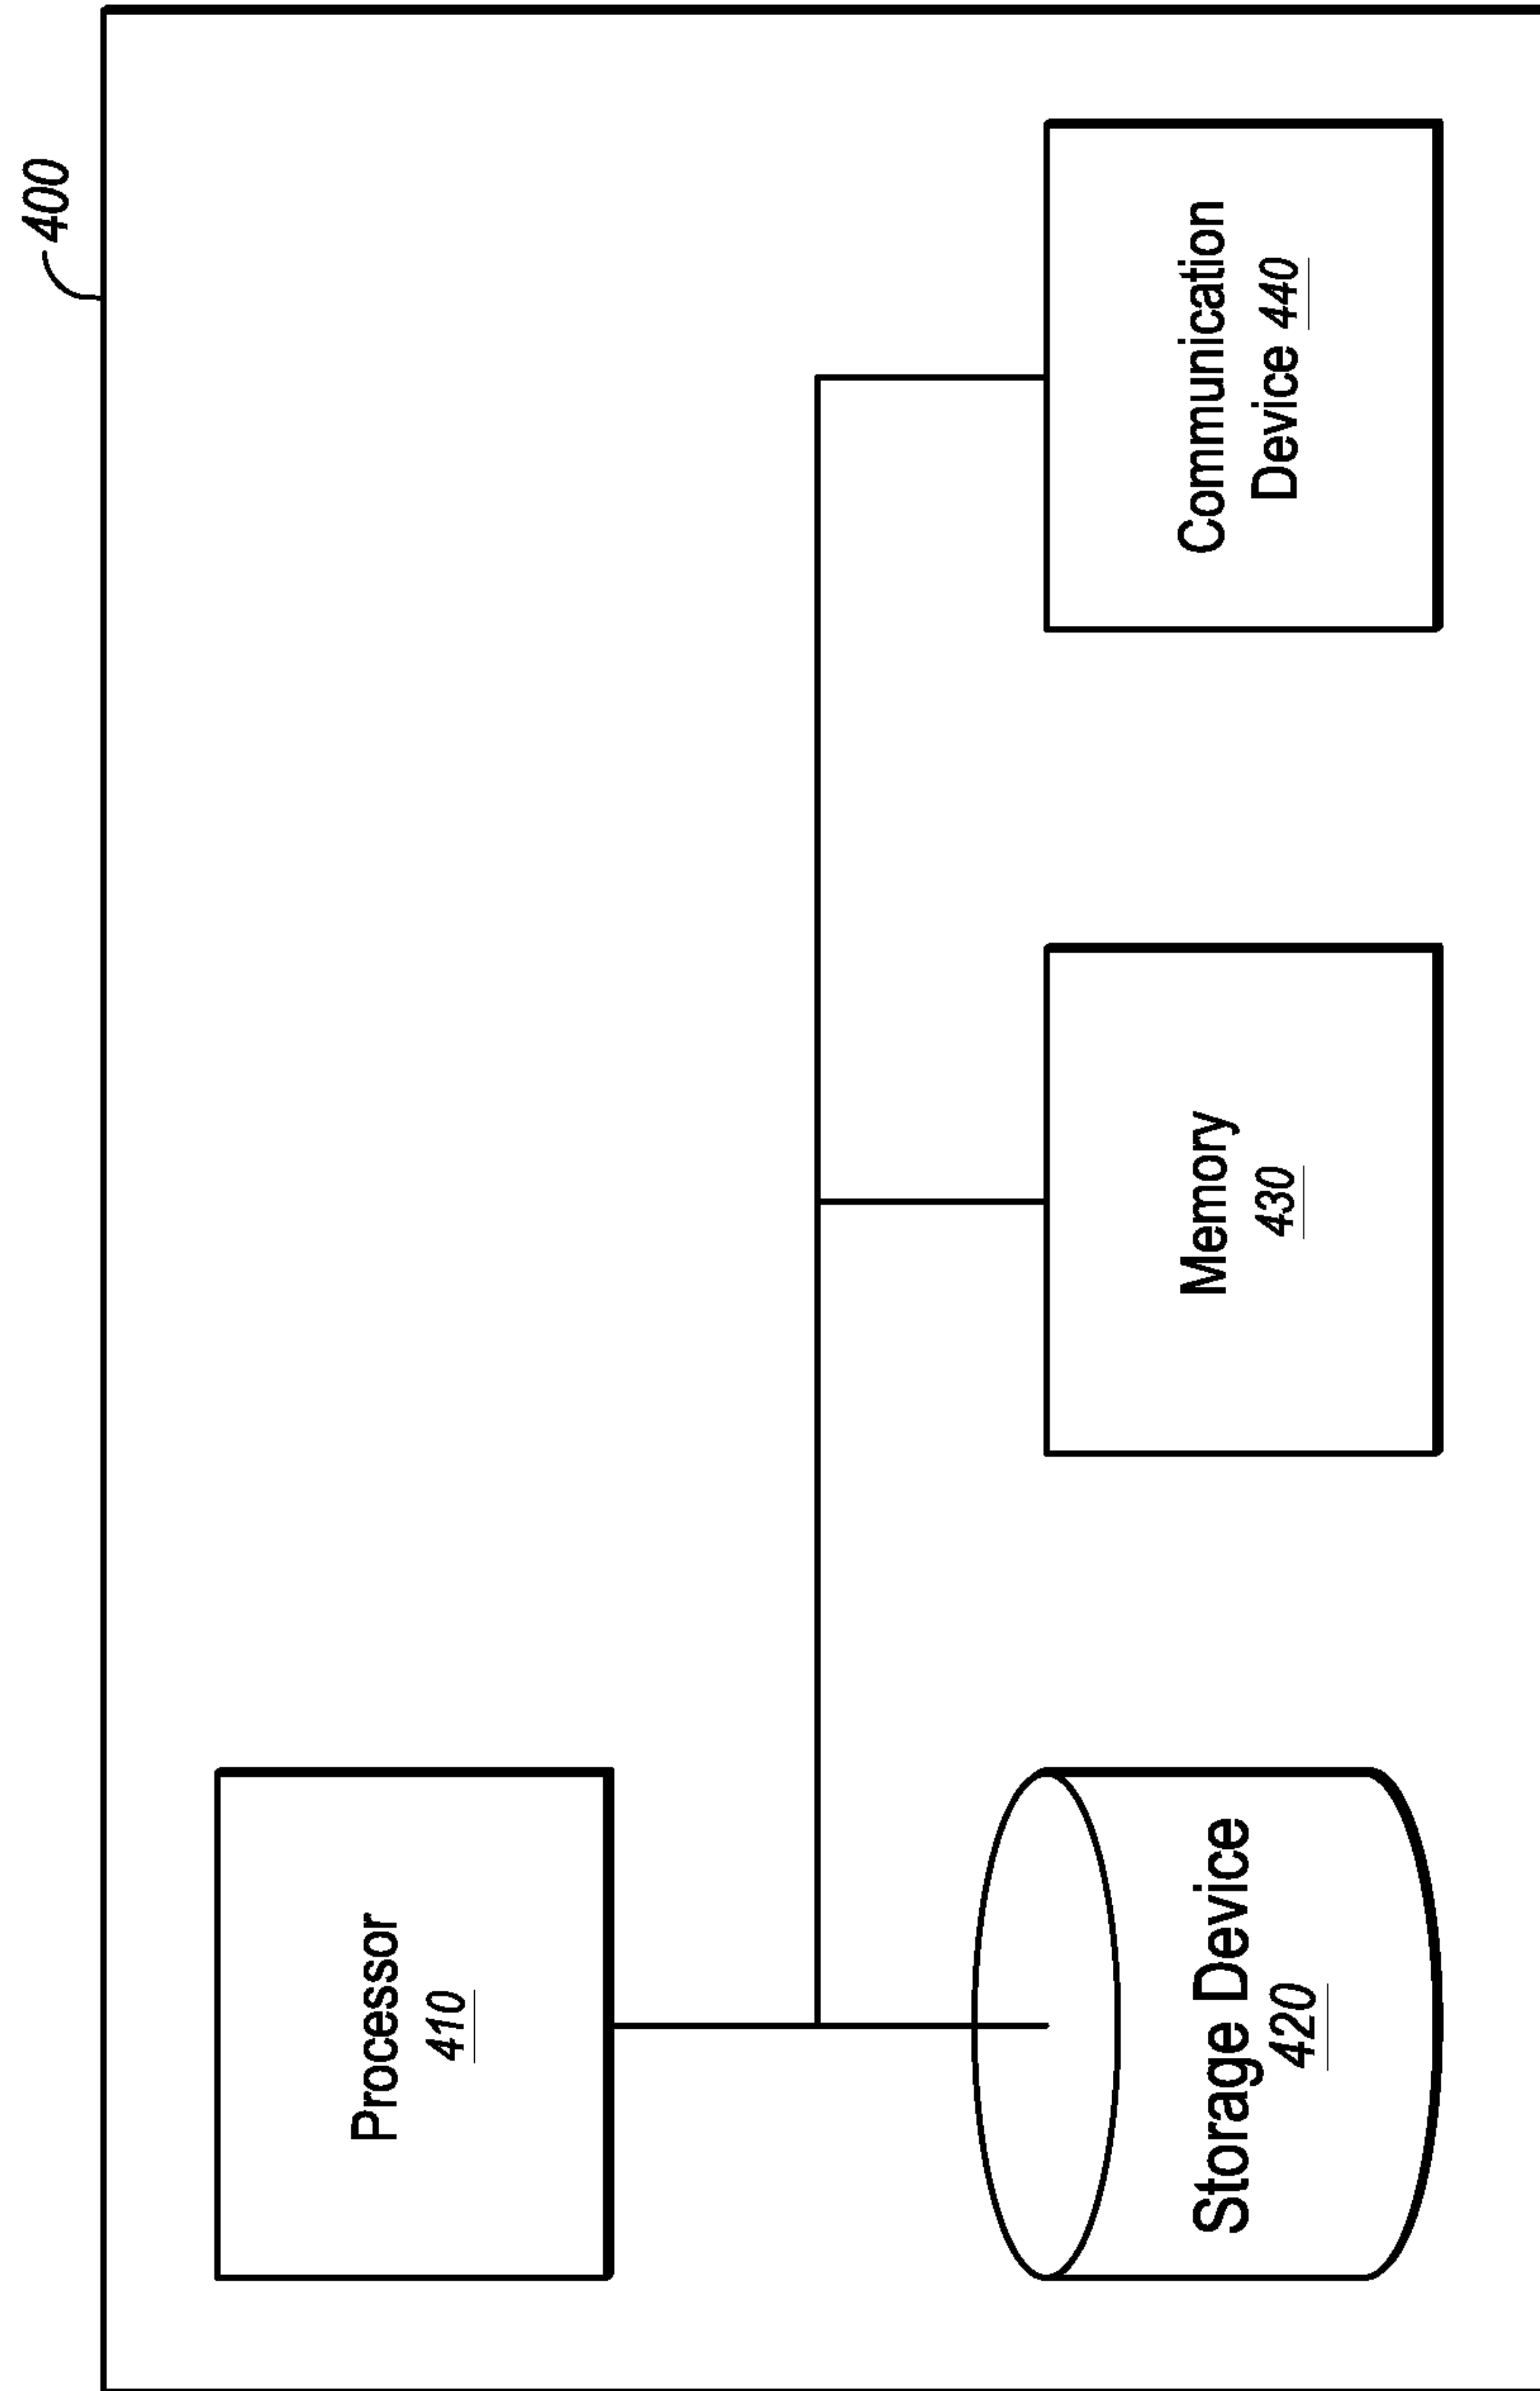 400
Processor
410
Storage Device
420
Memory
430
Communication
Device 440